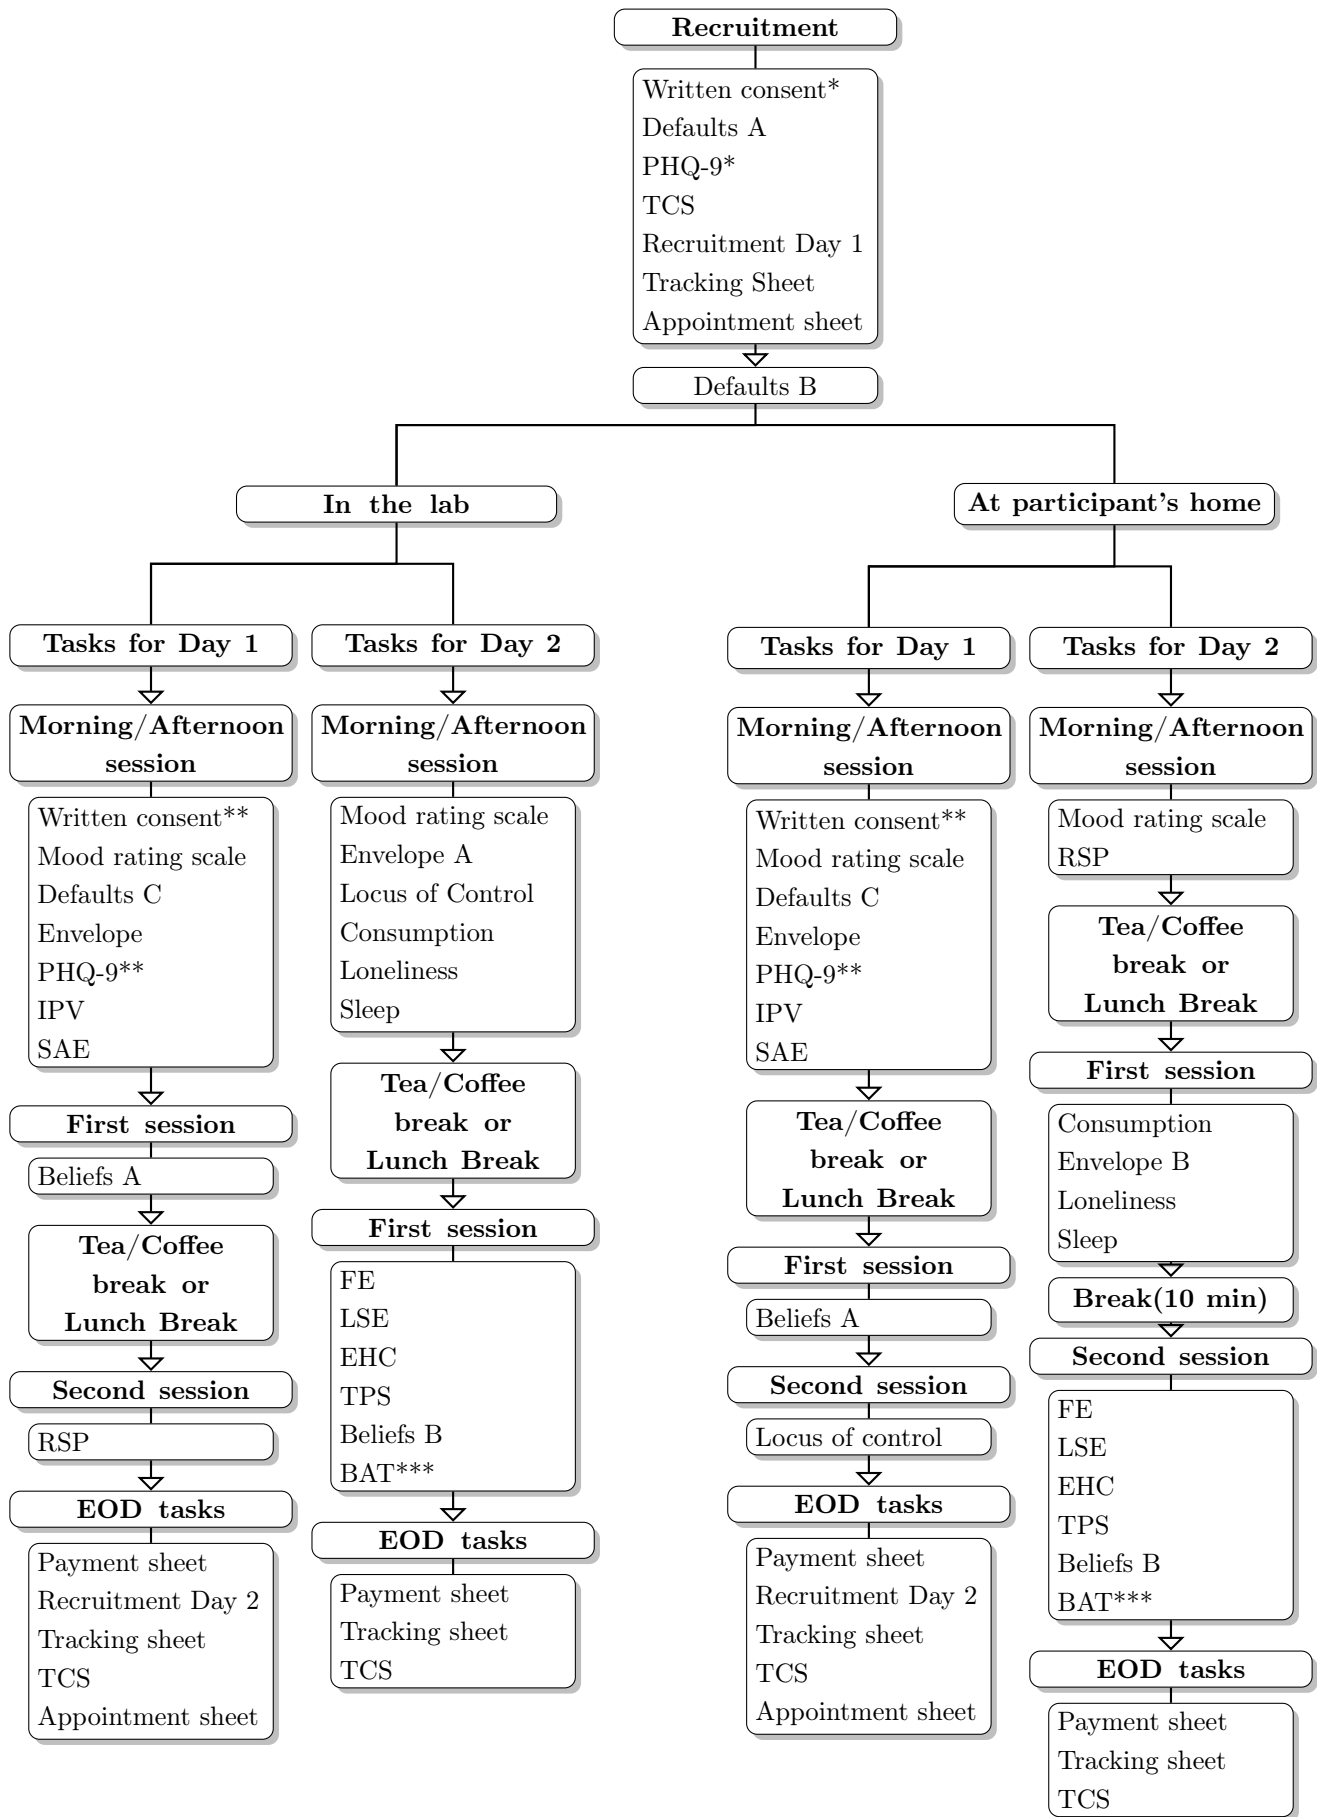 Recruitment
Written consent*
Defaults A
PHQ-9*
TCS
Recruitment Day 1
Tracking Sheet
Appointment sheet
Defaults B
In the lab
Tasks for Day 1
Morning/Afternoon
session
Written consent**
Mood rating scale
Defaults C
Envelope
PHQ-9**
IPV
SAE
First session
Beliefs A
Tea/Coffee
break or
Lunch Break
Second session
RSP
EOD tasks
Payment sheet
Recruitment Day 2
Tracking sheet
TCS
Appointment sheet
Tasks for Day 2
Morning/Afternoon
session
Mood rating scale
Envelope A
Locus of Control
Consumption
Loneliness
Sleep
Tea/Coffee
break or
Lunch Break
First session
FE
LSE
EHC
TPS
Beliefs B
BAT***
EOD tasks
Payment sheet
Tracking sheet
TCS
At participant's home
Tasks for Day 1
Morning/Afternoon
session
Written consent**
Mood rating scale
Defaults C
Envelope
PHQ-9**
IPV
SAE
Tea/Coffee
break or
Lunch Break
First session
Beliefs A
Second session
Locus of control
EOD tasks
Payment sheet
Recruitment Day 2
Tracking sheet
TCS
Appointment sheet
Tasks for Day 2
Morning/Afternoon
session
Mood rating scale
RSP
Tea/Coffee
break or
Lunch Break
First session
Consumption
Envelope B
Loneliness
Sleep
Break(10 min)
Second session
FE
LSE
EHC
TPS
Beliefs B
BAT***
EOD tasks
Payment sheet
Tracking sheet
TCS